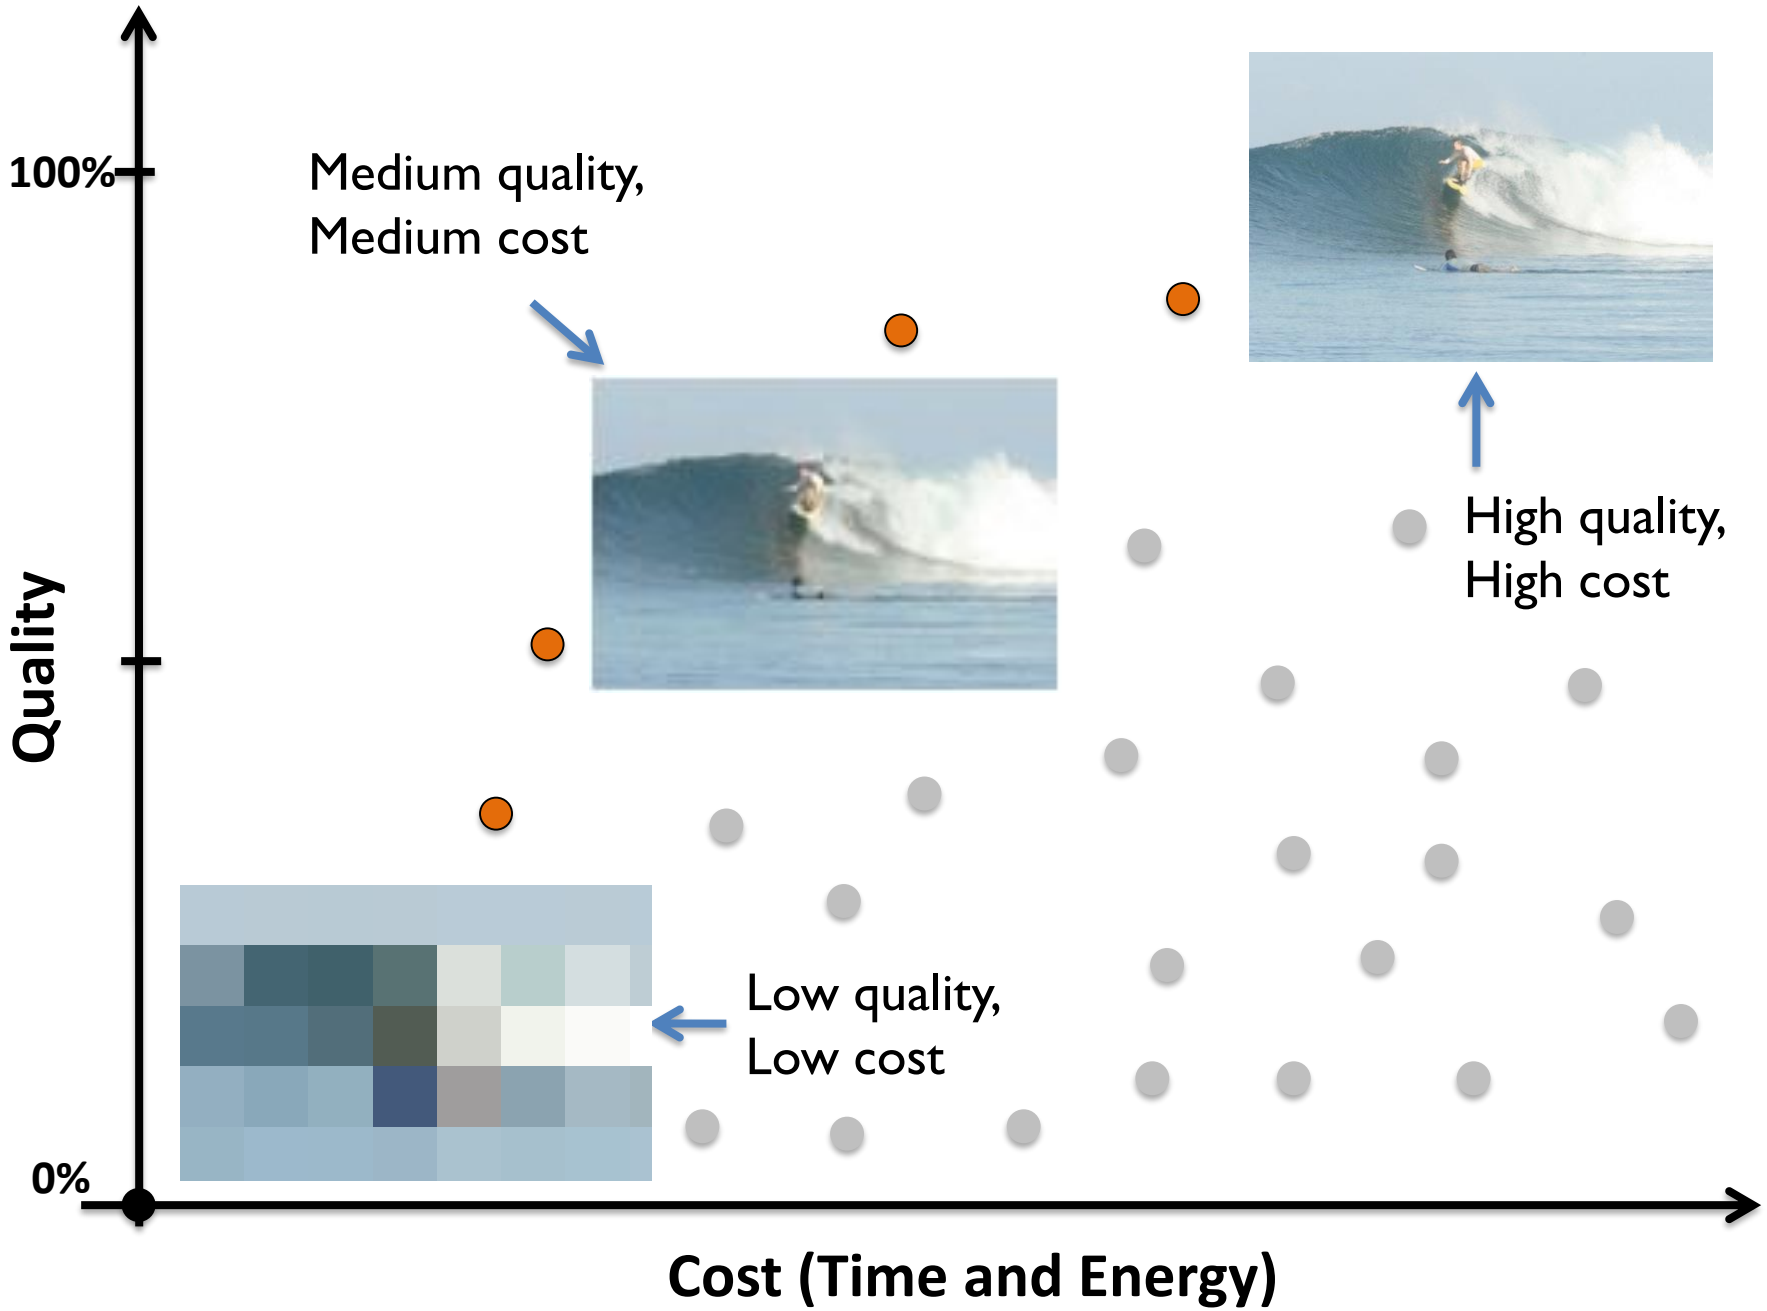 100%
Medium quality,
Medium cost
High quality,
High cost
Quality
Low quality,
Low cost
0%
Cost (Time and Energy)